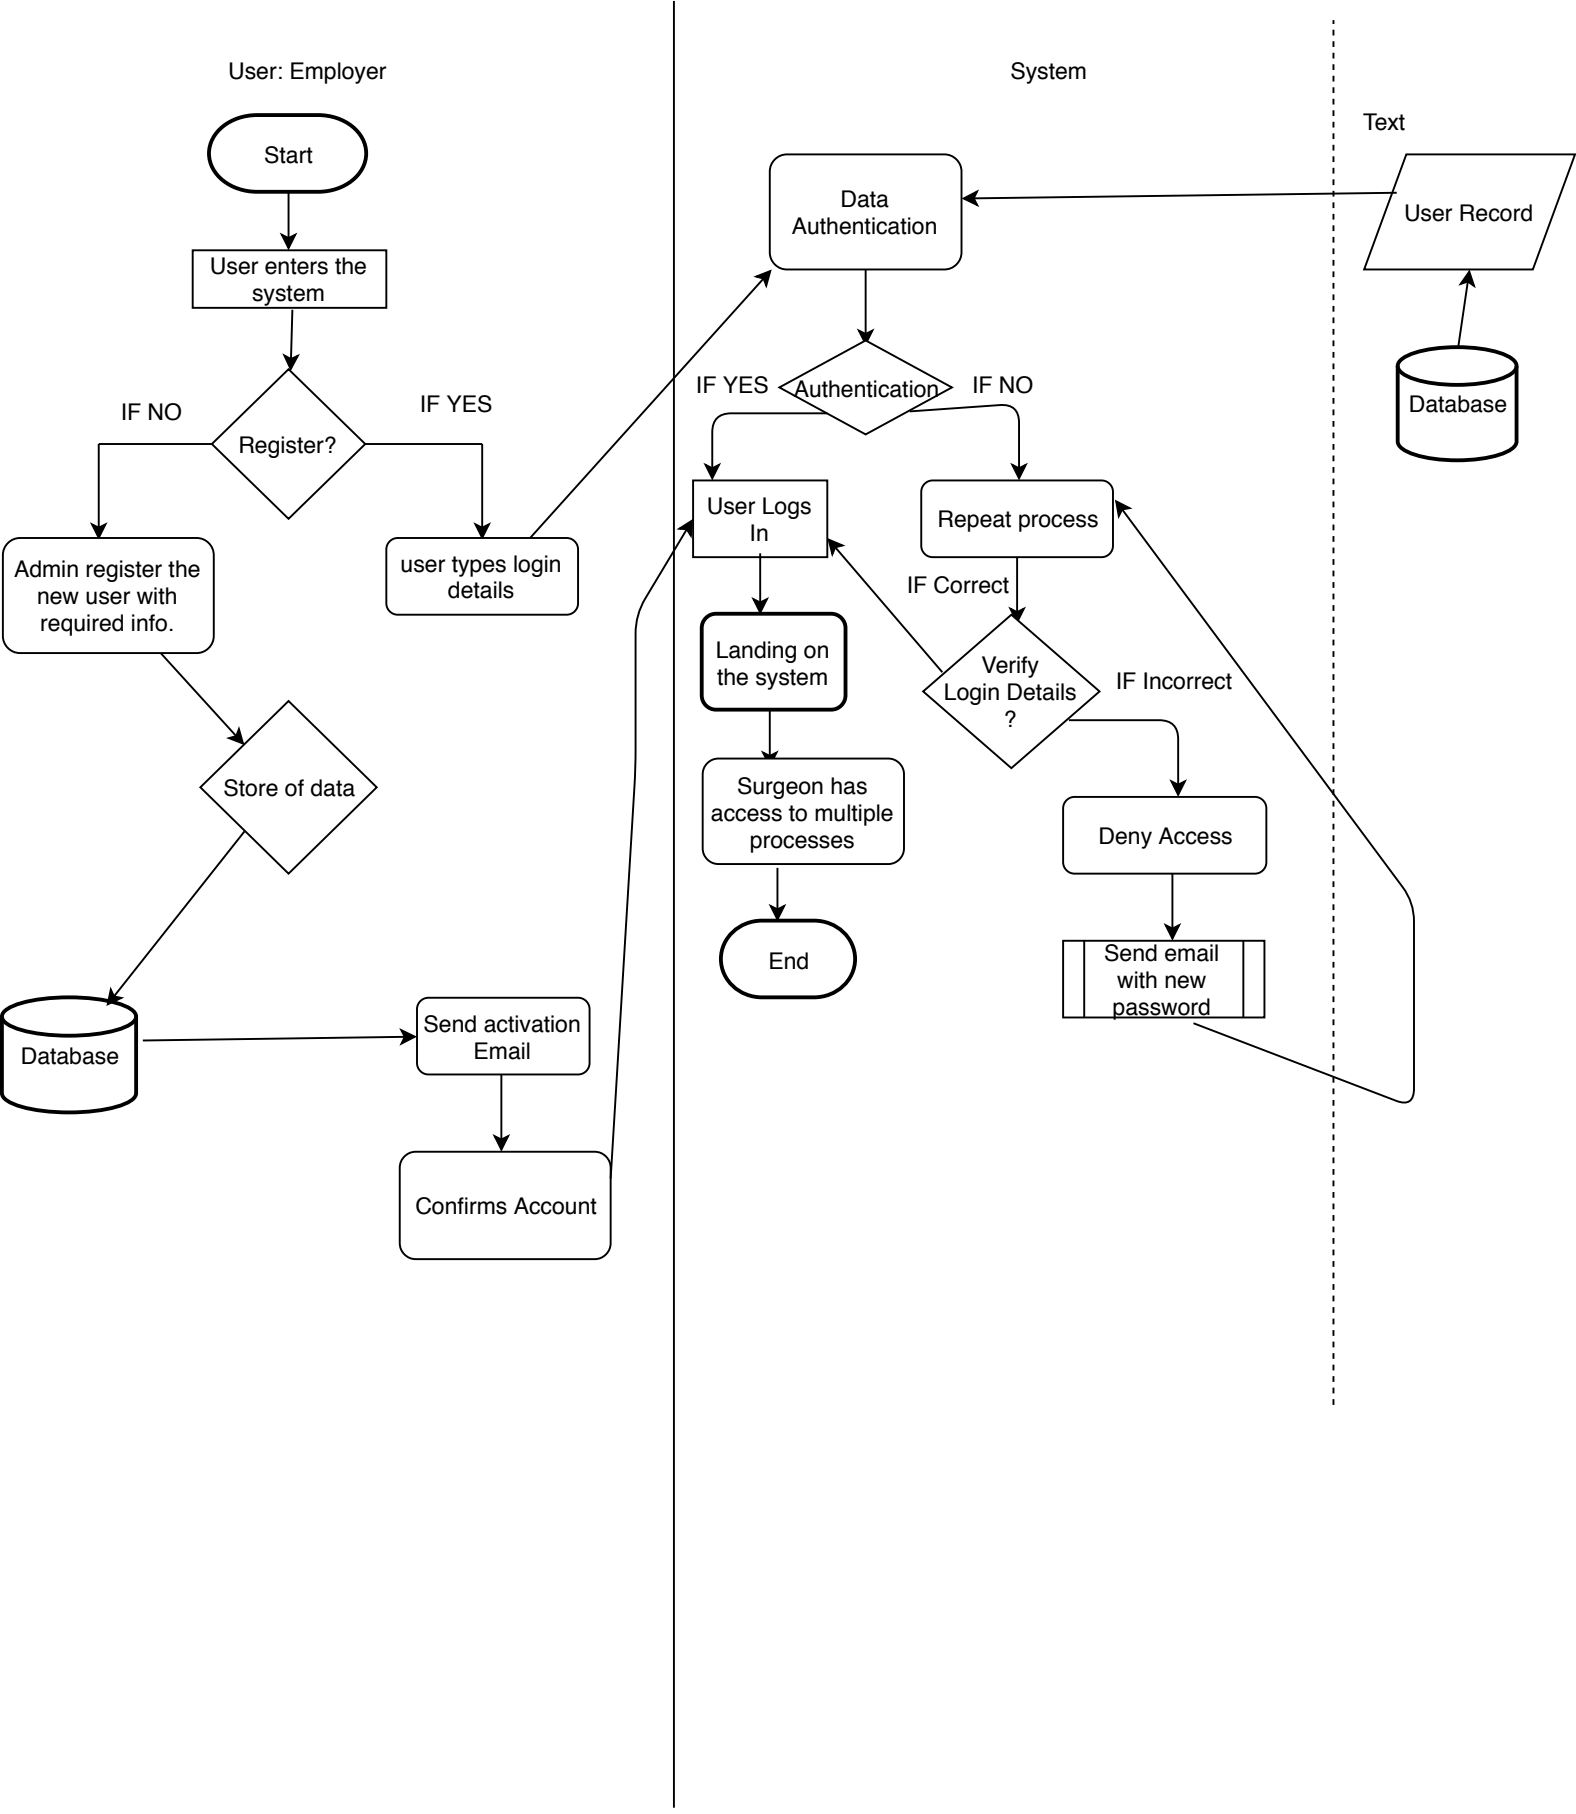 User: Employer
Start
User enters the
system
IF NO
IF YES
Register?
Admin register the
new user with
required info.
user types login
details
Store of data
Database
Send activation
Email
Confirms Account
System
Data
Authentication
IF YES
Authentication
IF NO
User Logs
In
Repeat process
IF Correct
Landing on
the system
Verify
Login Details
?
IF Incorrect
Surgeon has
access to multiple
processes
Deny Access
End
Send email
with new
password
Text
User Record
Database